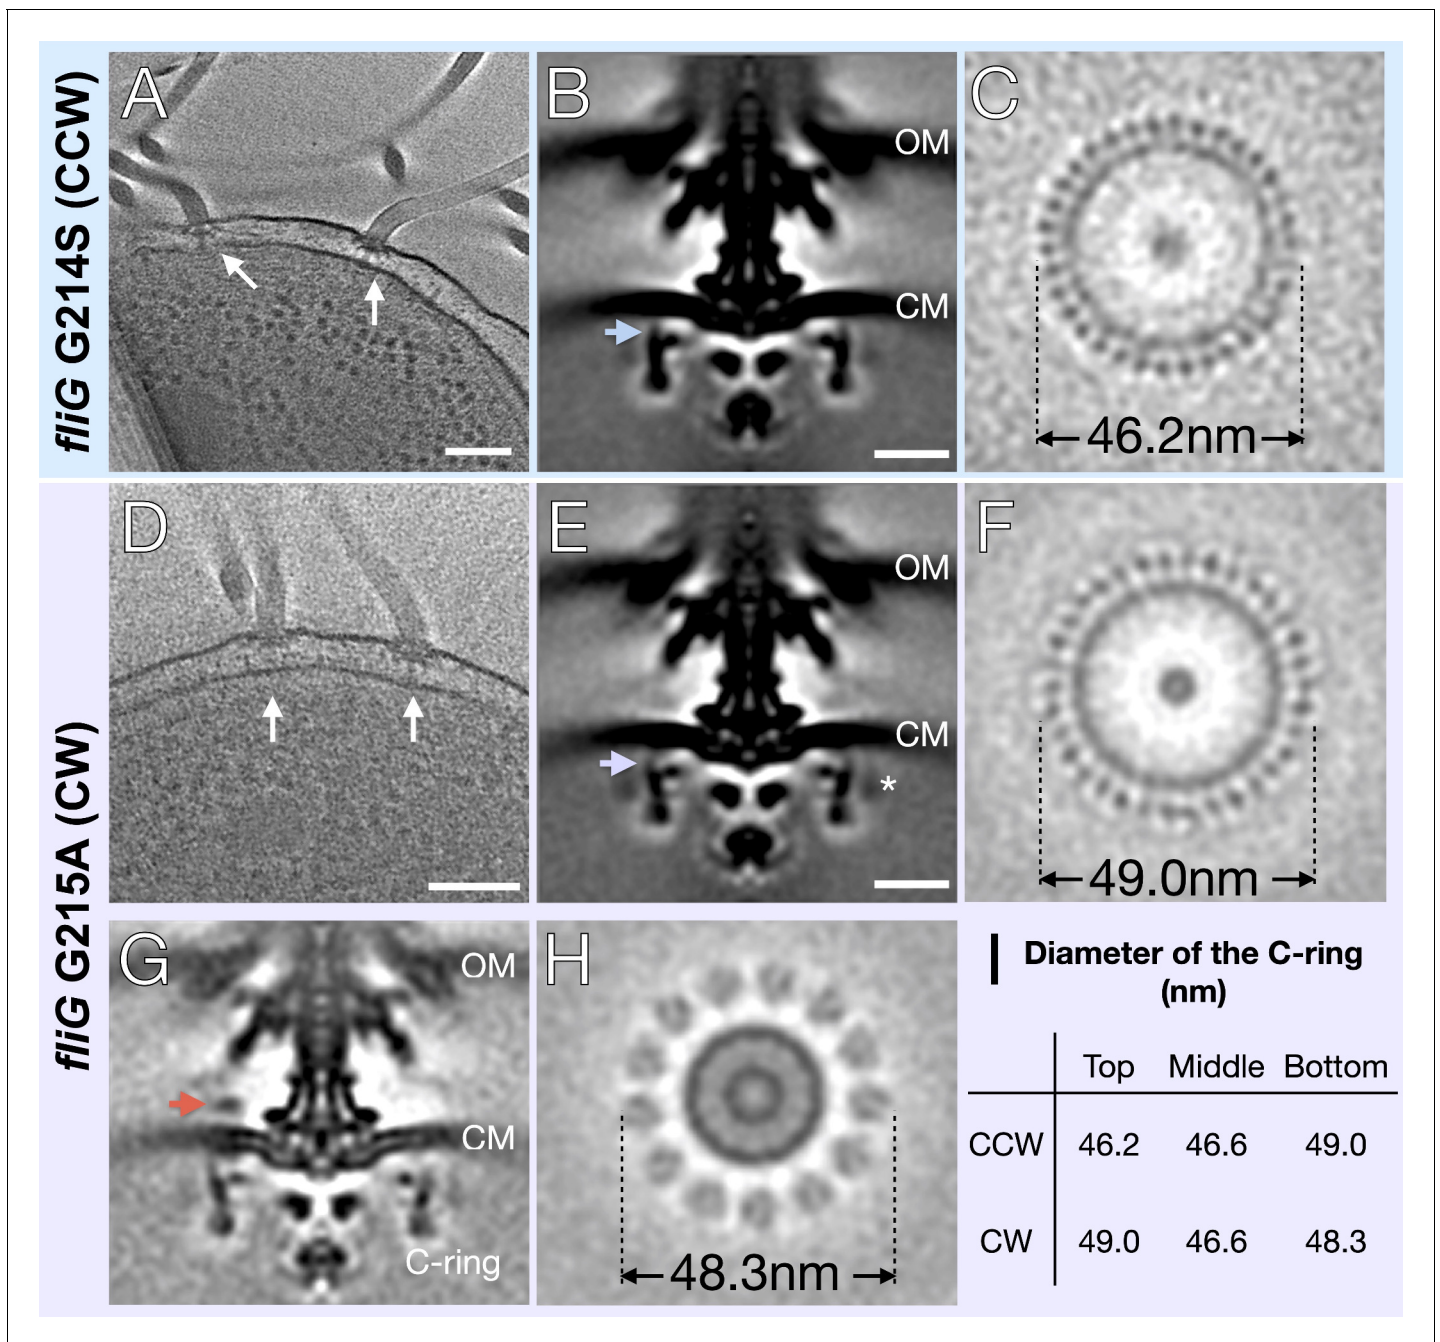 fliG G214S (CCW)
A
B
OM
CM
C
46.2nm
fliG G215A (CW)
D
E
OM
CM
*
F
49.0nm
G
OM
CM
C-ring
H
48.3nm
I Diameter of the C-ring
(nm)
Top Middle Bottom
CCW 46.2 46.6 49.0
CW 49.0 46.6 48.3